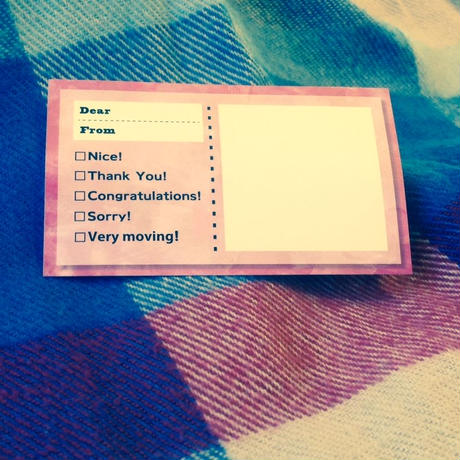 Dear
From
Nice!
Thank You!
Congratulations!
Sorry!
Very moving!